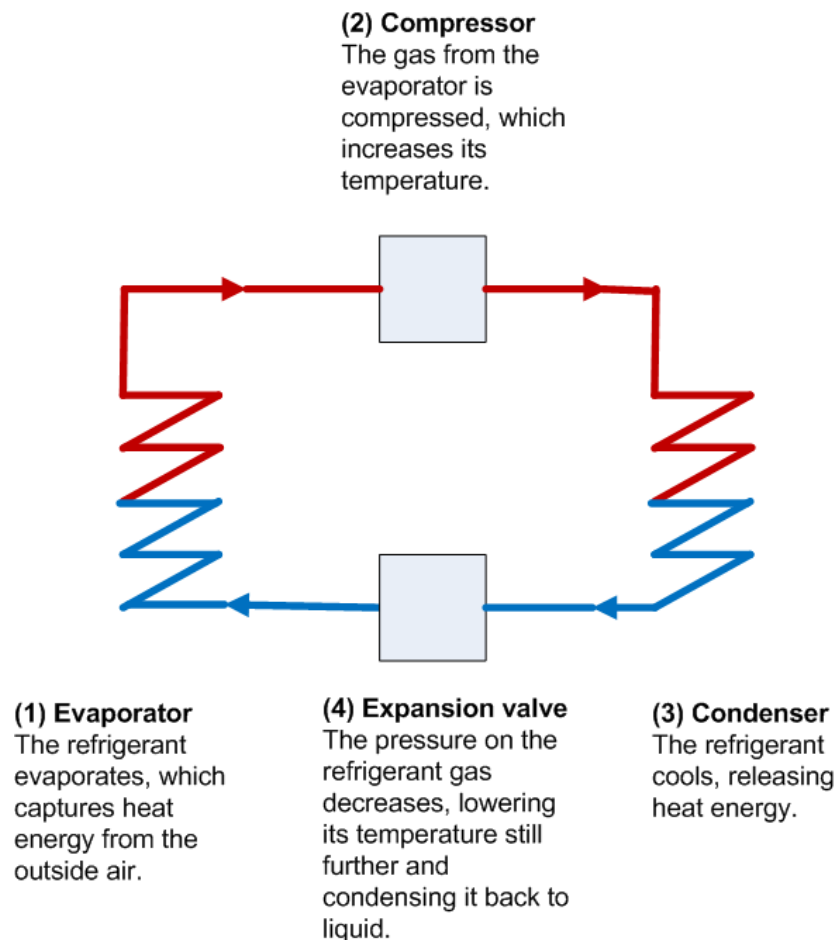 (2) Compressor
The gas from the
evaporator is
compressed, which
increases its
temperature.
(1) Evaporator
The refrigerant
evaporates, which
captures heat
energy from the
outside air.
(4) Expansion valve
The pressure on the
refrigerant gas
decreases, lowering
its temperature still
further and
condensing it back to
liquid.
(3) Condenser
The refrigerant
cools, releasing
heat energy.